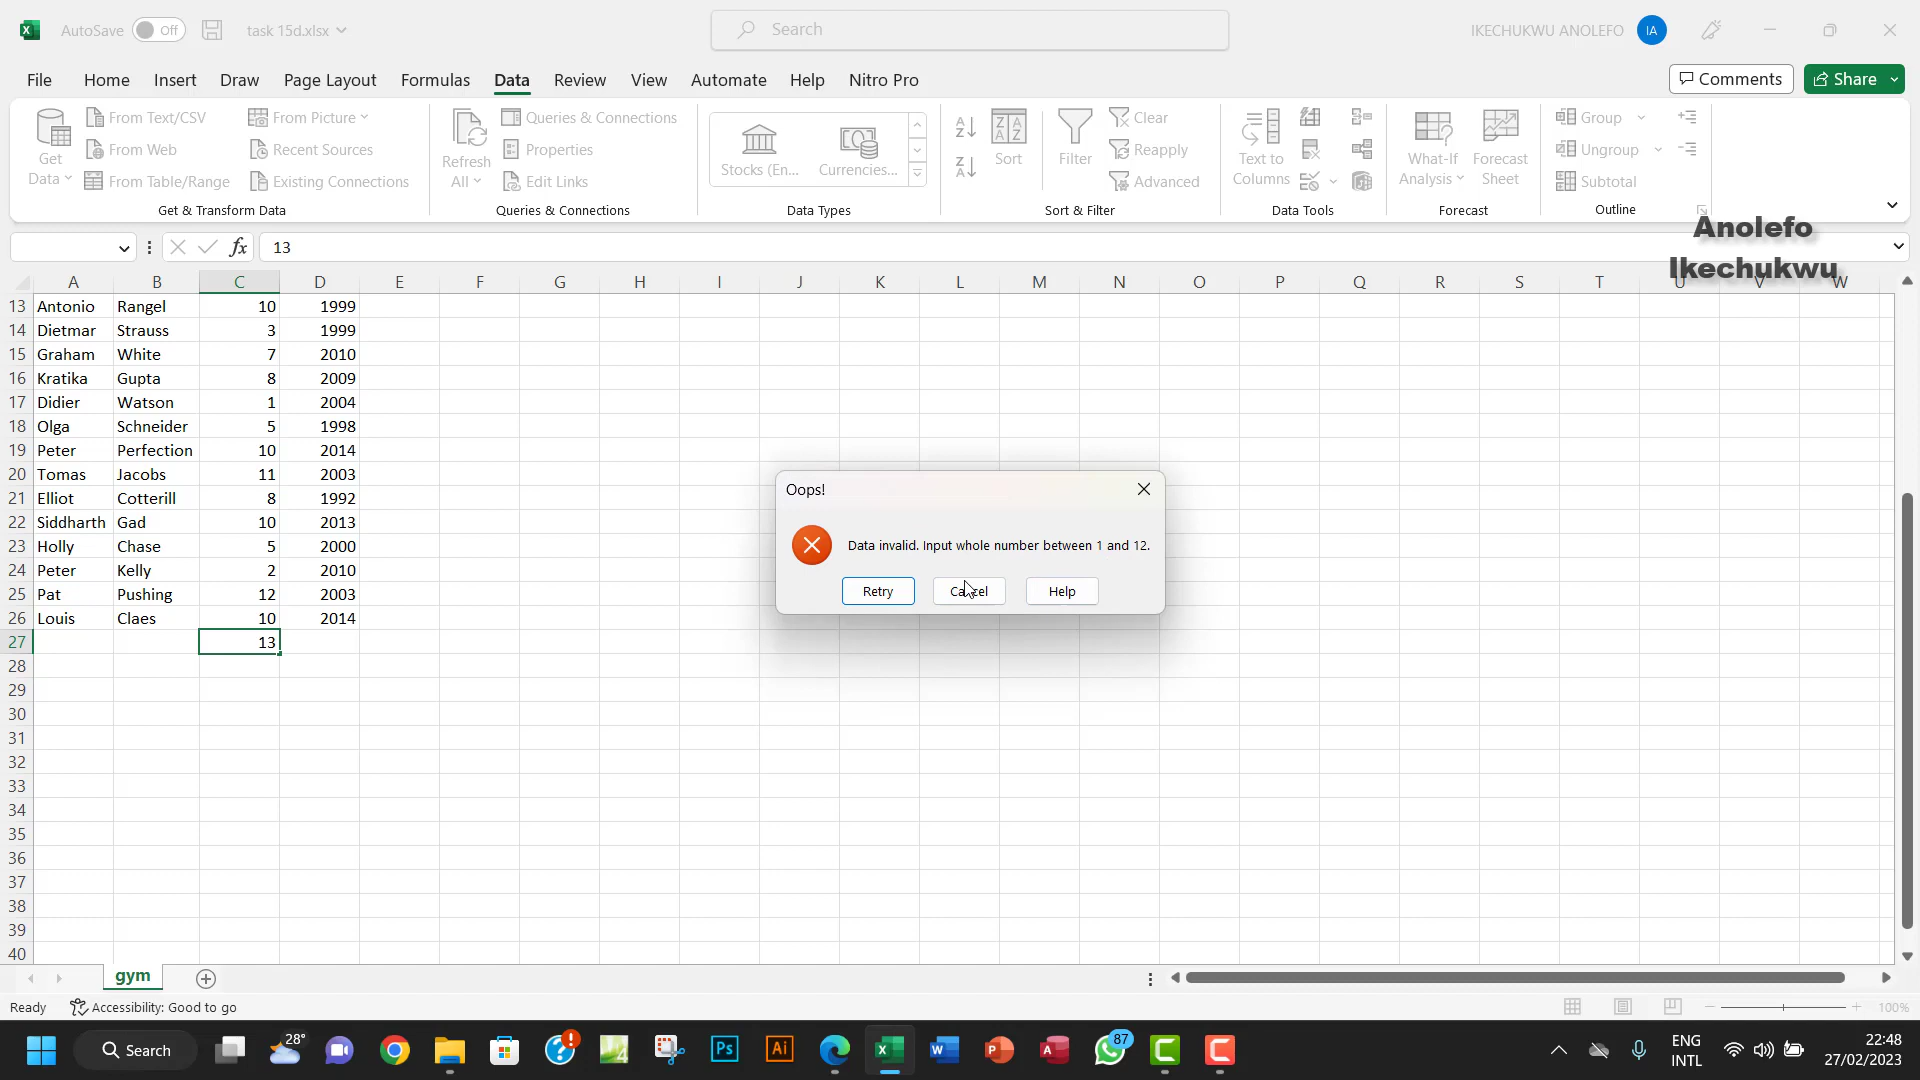 AutoSave Off task 15d.xlsx Search IKECHUKWU ANOLEFO IA
File Home Insert Draw Page Layout Formulas Data Review View Automate Help Nitro Pro Comments Share
Get Data
From Text/CSV
From Web
From Table/Range
From Picture
Recent Sources
Existing Connections
Get & Transform Data
Refresh All
Queries & Connections
Properties
Edit Links
Queries & Connections
Stocks (En... Currencies...
Data Types
Sort
Filter
Clear
Reapply
Advanced
Sort & Filter
Text to Columns
Data Tools
What-If Analysis
Forecast Sheet
Forecast
Group
Ungroup
Subtotal
Outline
Anolefo
Ikechukwu
fx 13
A B C D E F G H I J K L M N O P Q R S T U V W
13 Antonio Rangel 10 1999
14 Dietmar Strauss 3 1999
15 Graham White 7 2010
16 Kratika Gupta 8 2009
17 Didier Watson 1 2004
18 Olga Schneider 5 1998
19 Peter Perfection 10 2014
20 Tomas Jacobs 11 2003
21 Elliot Cotterill 8 1992
22 Siddharth Gad 10 2013
23 Holly Chase 5 2000
24 Peter Kelly 2 2010
25 Pat Pushing 12 2003
26 Louis Claes 10 2014
27 13
28
29
30
31
32
33
34
35
36
37
38
39
40
Oops!
Data invalid. Input whole number between 1 and 12.
Retry Cancel Help
gym
Ready Accessibility: Good to go 100%
Search 28° Ps Ai 87 ENG INTL 22:48 27/02/2023